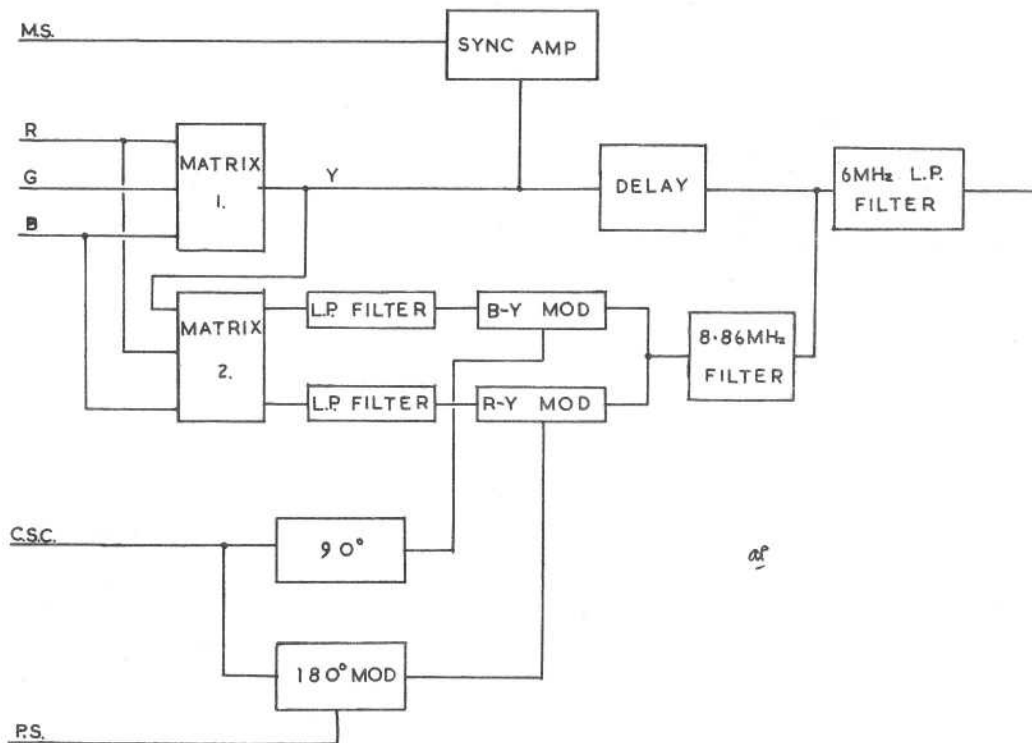 M.S.
SYNC AMP
R
G
B
MATRIX
1.
Y
DELAY
6MHz L.P.
FILTER
MATRIX
2.
L.P. FILTER
B-Y MOD
8·86MHz
FILTER
L.P. FILTER
R-Y MOD
C.S.C.
90°
180° MOD
P.S.